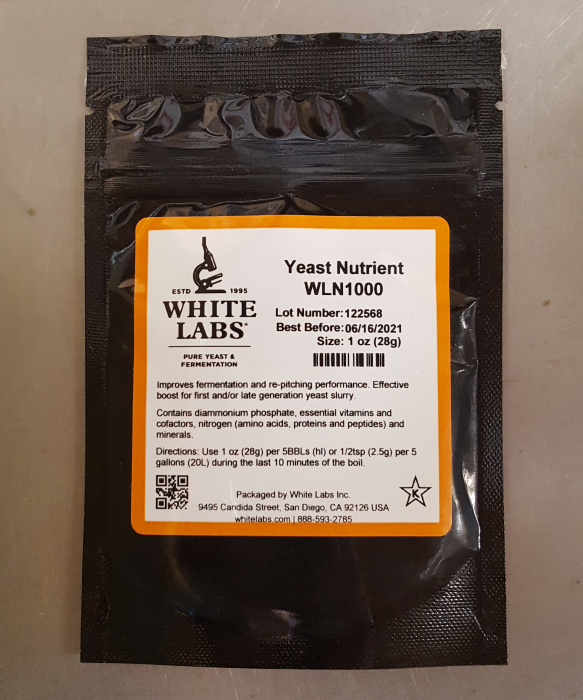 ESTD 1995
WHITE
LABS®
PURE YEAST &
FERMENTATION
Yeast Nutrient
WLN1000
Lot Number:122568
Best Before:06/16/2021
Size: 1 oz (28g)
Improves fermentation and re-pitching performance. Effective
boost for first and/or late generation yeast slurry.
Contains diammonium phosphate, essential vitamins and
cofactors, nitrogen (amino acids, proteins and peptides) and
minerals.
Directions: Use 1 oz (28g) per 5BBLs (hl) or 1/2tsp (2.5g) per 5
gallons (20L) during the last 10 minutes of the boil.
K
Packaged by White Labs Inc.
9495 Candida Street, San Diego, CA 92126 USA
whitelabs.com | 888-593-2785